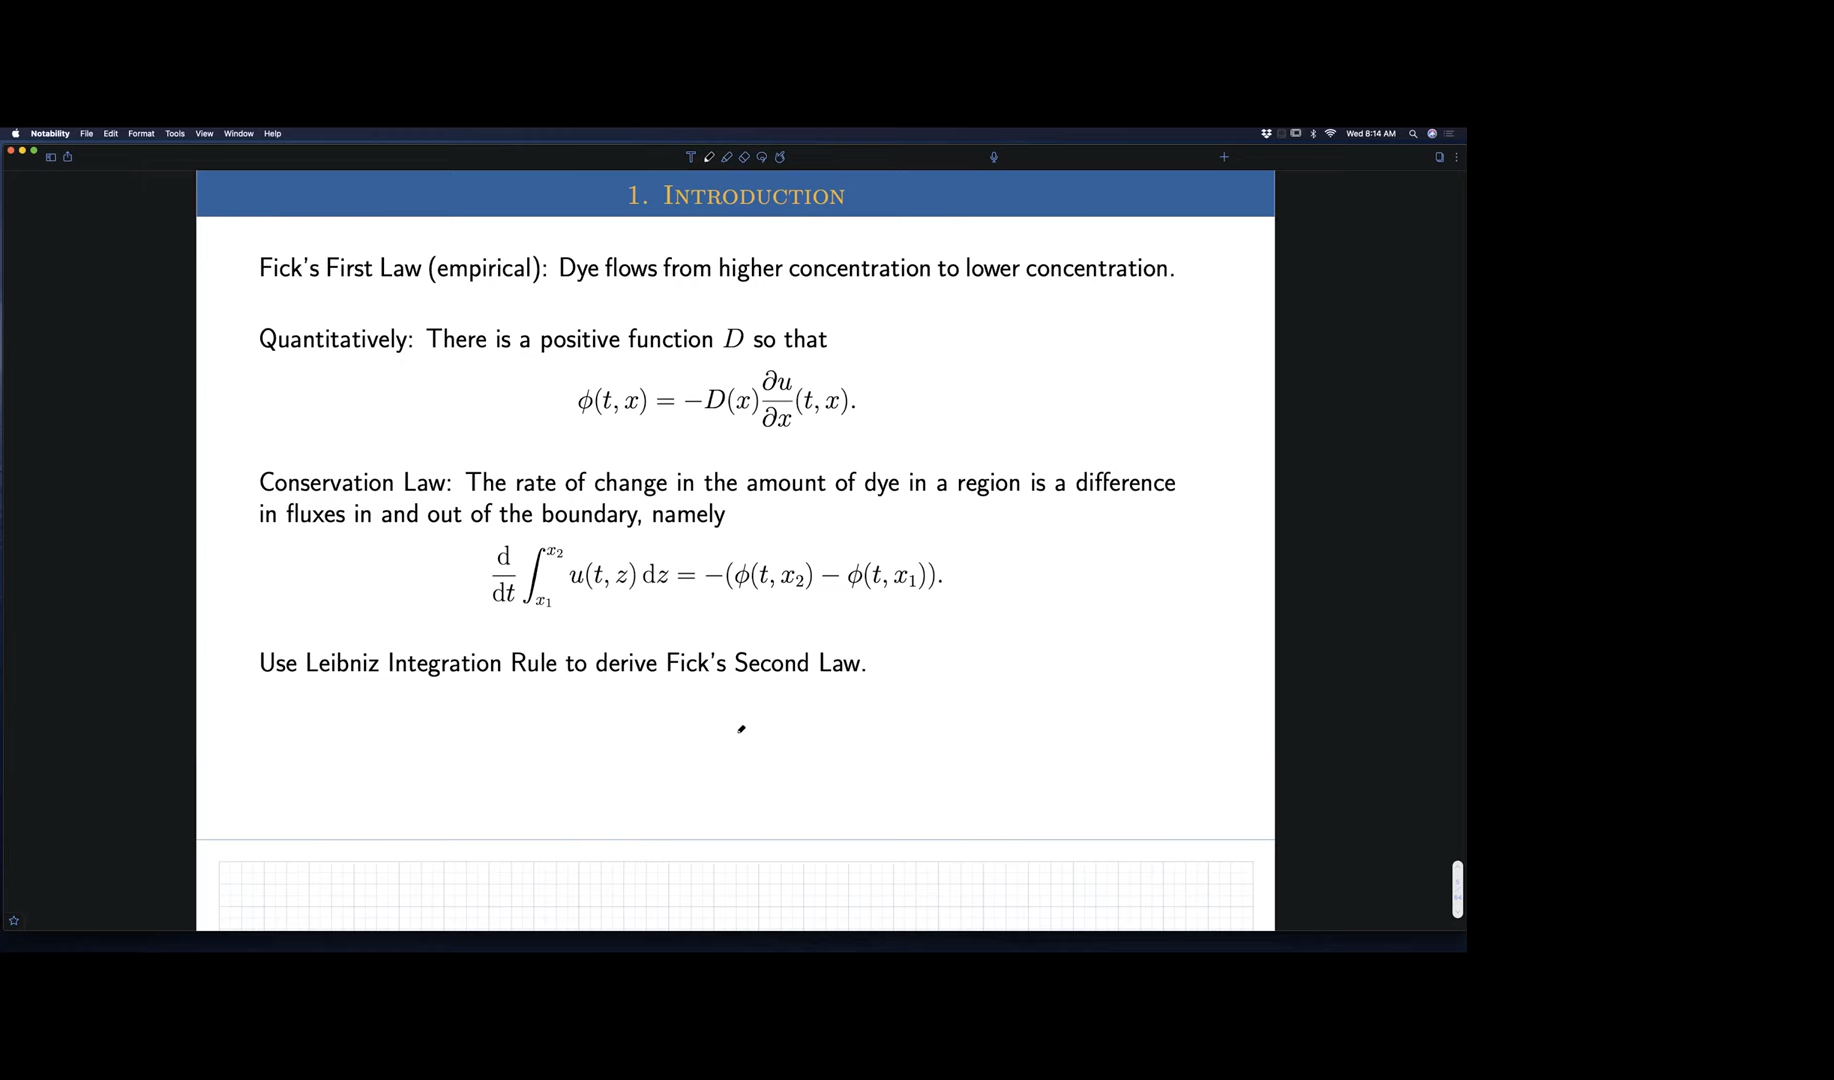 Notability File Edit Format Tools View Window Help Wed 8:14 AM
1. INTRODUCTION
Fick's First Law (empirical): Dye flows from higher concentration to lower concentration.
Quantitatively: There is a positive function D so that
ϕ(t, x) = −D(x) ∂u/∂x (t, x).
Conservation Law: The rate of change in the amount of dye in a region is a difference
in fluxes in and out of the boundary, namely
d/dt ∫_{x₁}^{x₂} u(t, z) dz = −(ϕ(t, x₂) − ϕ(t, x₁)).
Use Leibniz Integration Rule to derive Fick's Second Law.